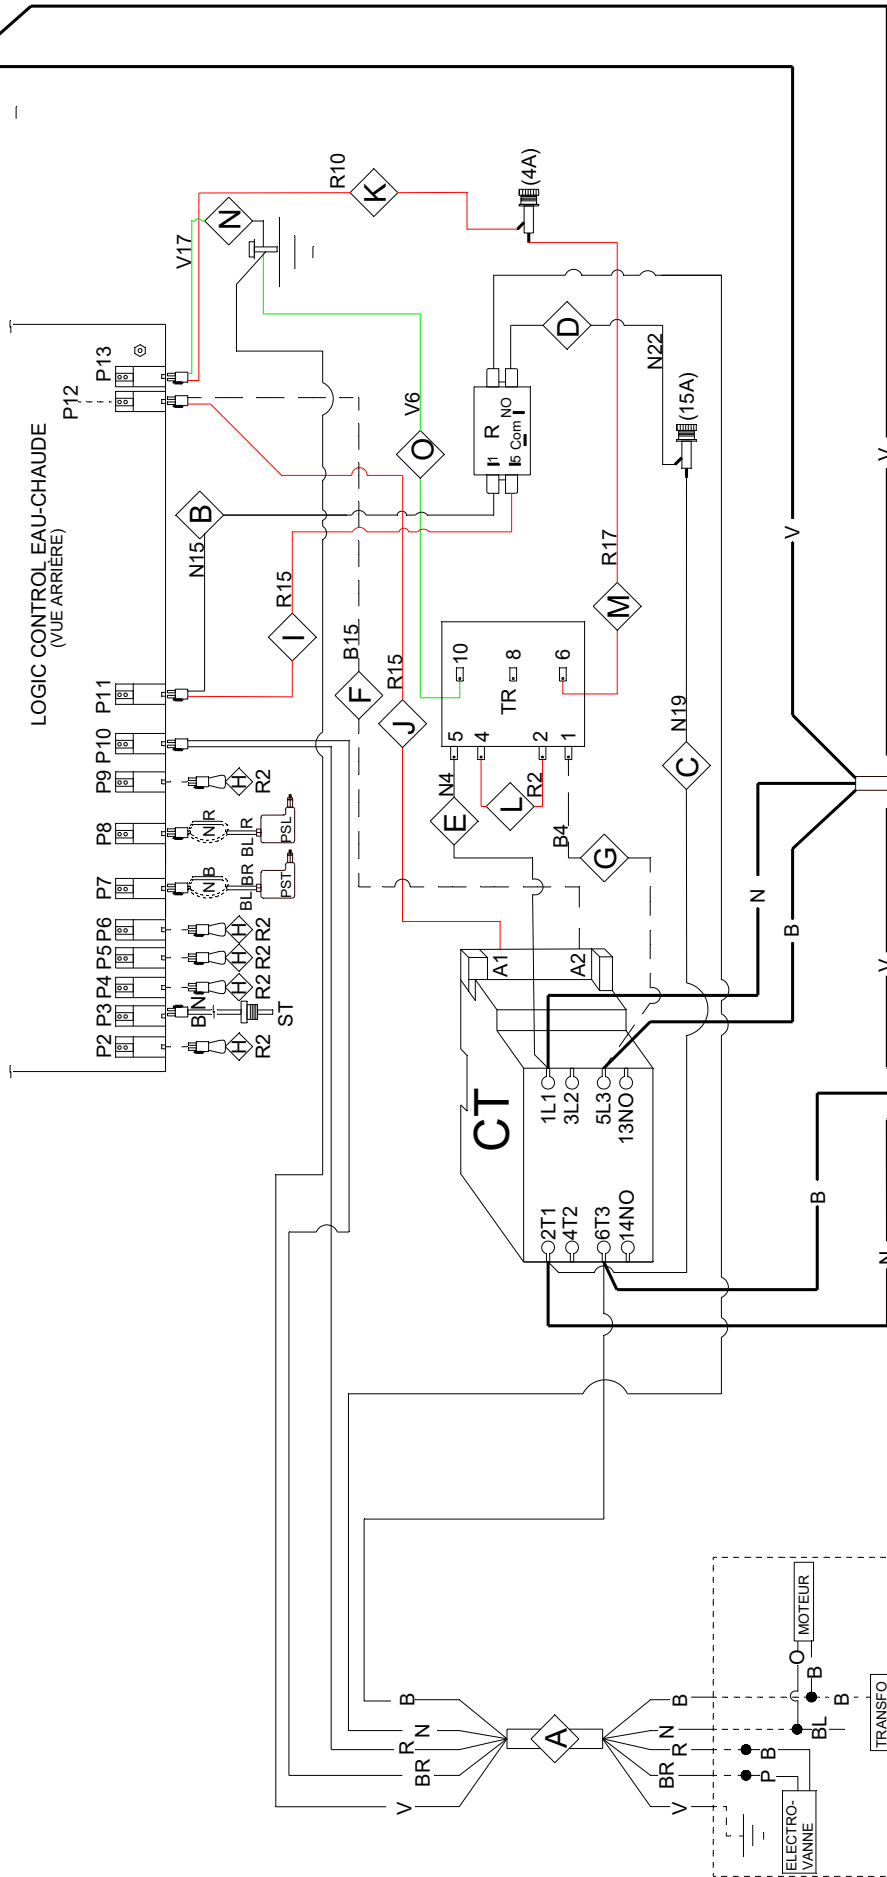 LOGIC CONTROL EAU-CHAUDE
(VUE ARRIÈRE)
P2
P3
P4
P5
P6
P7
P8
P9
P10
P11
P12
P13
H
R2
B
N
ST
H
R2
H
R2
H
R2
N
B
BL
BR
PST
N
R
BL
R
PSL
H
R2
N15
B
R15
I
B15
F
R15
J
V17
N
R10
K
(4A)
V6
O
R
I1
NO
I5
Com
D
N22
(15A)
R17
M
N19
C
TR
10
8
6
5
4
2
1
N4
E
L
R2
B4
G
CT
A1
A2
1L1
3L2
5L3
13NO
2T1
4T2
6T3
14NO
V
N
B
V
V
B
N
B
N
R
BR
V
A
B
N
R
BR
V
MOTEUR
O
B
B
BL
B
P
TRANSFO
ELECTRO-
VANNE